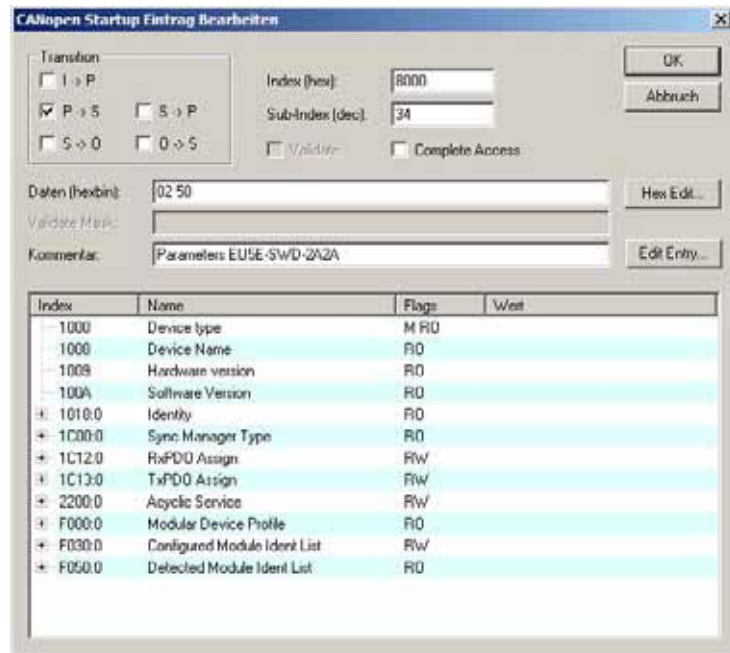 CANopen Startup Eintrag Bearbeiten
Transition
I -> P
P -> S
S -> P
S -> O
O -> S
Index (hex): 8000
Sub-Index (dec): 34
Validate
Complete Access
OK
Abbruch
Daten (hexbin): 02 50
Hex Edit...
Validate Mask:
Kommentar: Parameters EU5E-SWD-2A2A
Edit Entry...
Index Name Flags Wert
1000 Device type M RO
1008 Device Name RO
1009 Hardware version RO
100A Software Version RO
1018:0 Identity RO
1C00:0 Sync Manager Type RO
1C12:0 RxPDO Assign RW
1C13:0 TxPDO Assign RW
2200:0 Acyclic Service RW
F000:0 Modular Device Profile RO
F030:0 Configured Module Ident List RW
F050:0 Detected Module Ident List RO